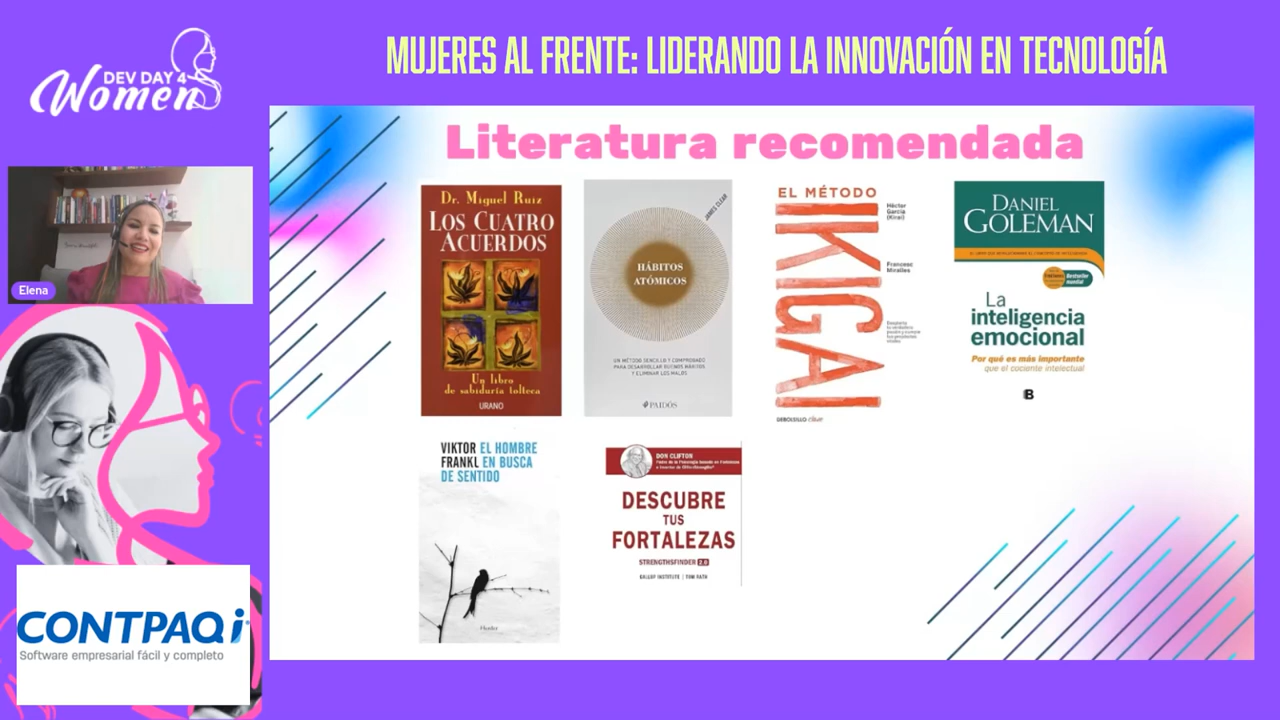 DEV DAY 4
Women
MUJERES AL FRENTE: LIDERANDO LA INNOVACIÓN EN TECNOLOGÍA
Elena
CONTPAQi
Software empresarial fácil y completo
Literatura recomendada
Dr. Miguel Ruiz
LOS CUATRO
ACUERDOS
Un libro
de sabiduría tolteca
URANO
JAMES CLEAR
HÁBITOS
ATÓMICOS
UN MÉTODO SENCILLO Y COMPROBADO
PARA DESARROLLAR BUENOS HÁBITOS
Y ELIMINAR LOS MALOS
PAIDÓS
EL MÉTODO
IKIGAI
Héctor
García
(Kirai)
Francesc
Miralles
DEBOLSILLO clave
DANIEL
GOLEMAN
Bestseller
mundial
La
inteligencia
emocional
Por qué es más importante
que el cociente intelectual
B
VIKTOR EL HOMBRE
FRANKL EN BUSCA
DE SENTIDO
Herder
DON CLIFTON
DESCUBRE
TUS
FORTALEZAS
STRENGTHSFINDER 2.0
GALLUP INSTITUTE | TOM RATH